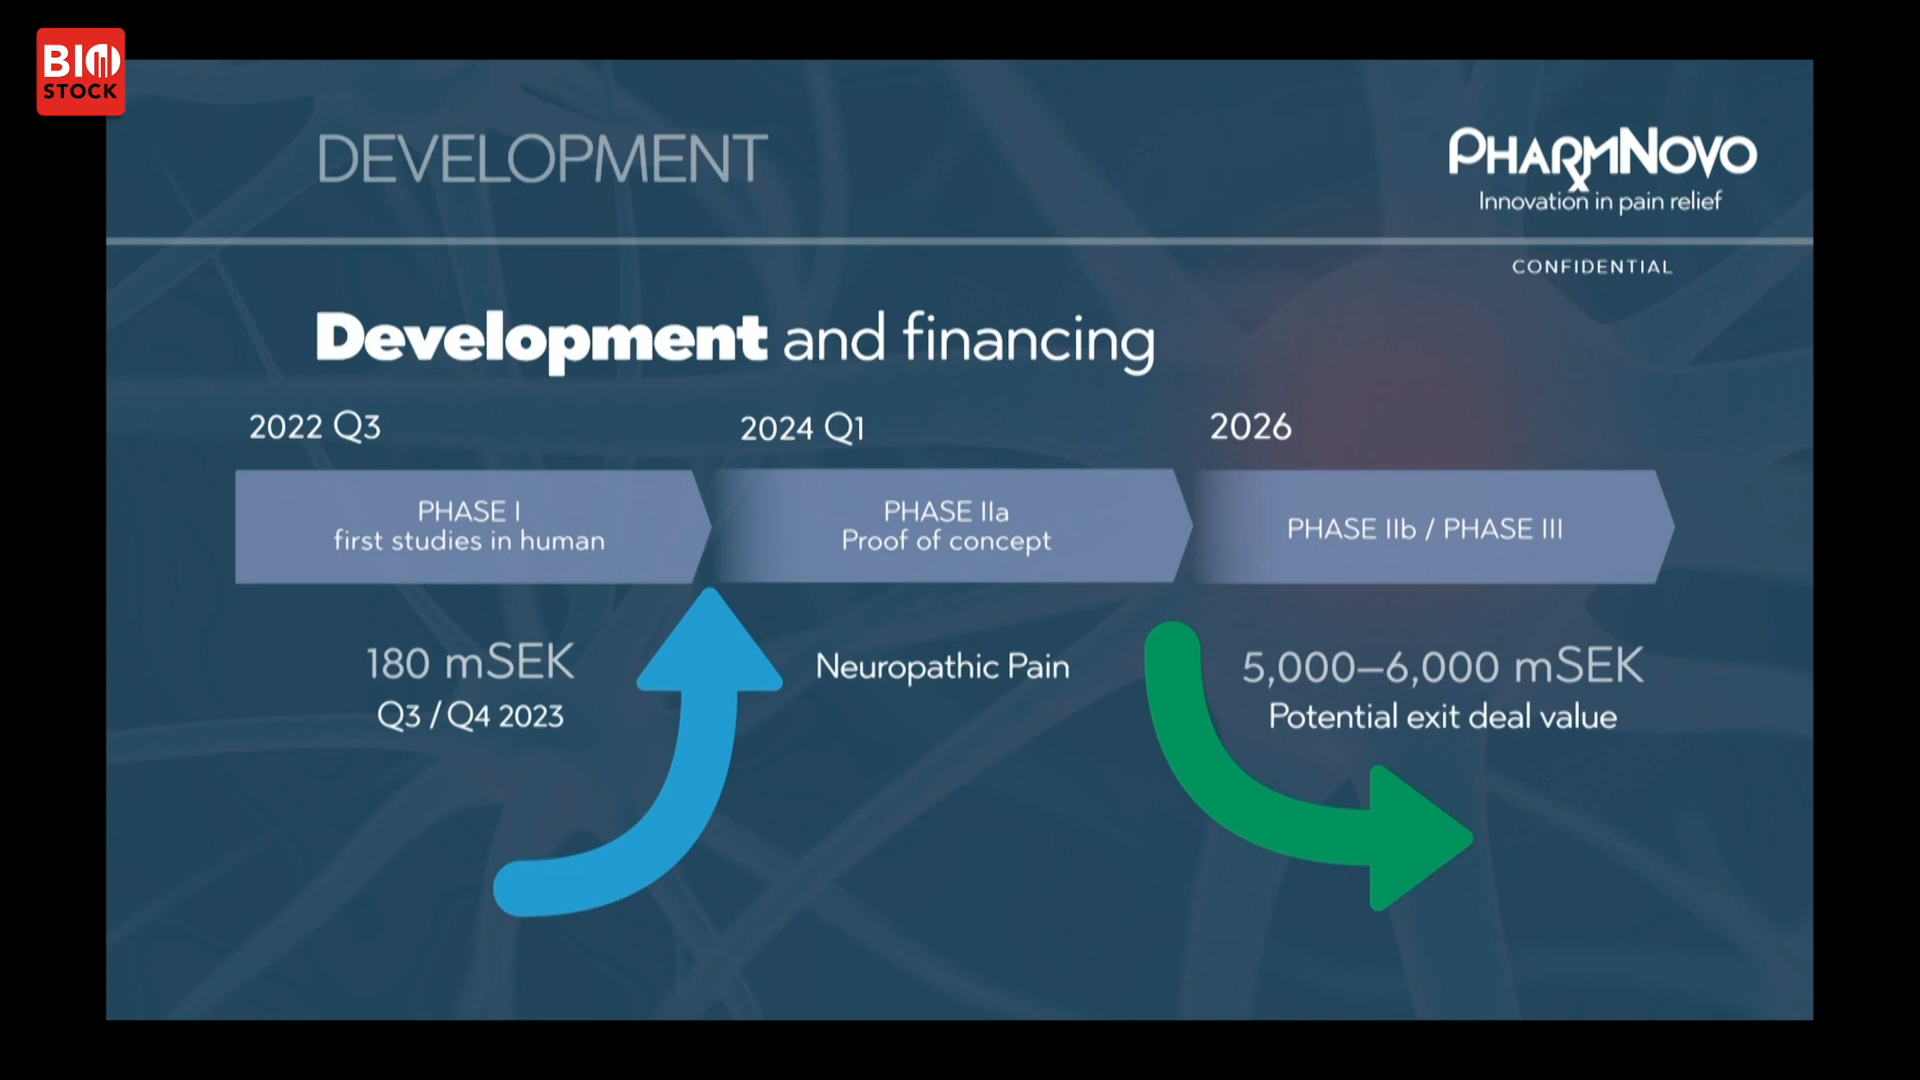 BIO
STOCK
DEVELOPMENT
PHARMNOVO
Innovation in pain relief
CONFIDENTIAL
Development and financing
2022 Q3
2024 Q1
2026
PHASE I
first studies in human
PHASE IIa
Proof of concept
PHASE IIb / PHASE III
180 mSEK
Q3 / Q4 2023
Neuropathic Pain
5,000–6,000 mSEK
Potential exit deal value